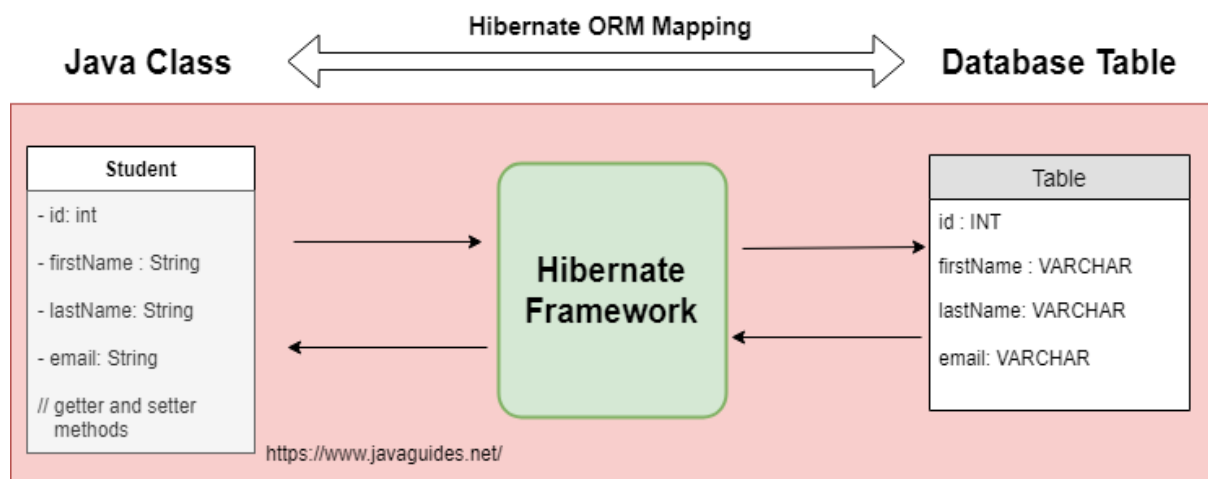 Hibernate ORM Mapping
Java Class
Database Table
Student
- id: int
- firstName : String
- lastName: String
- email: String
// getter and setter
methods
Hibernate
Framework
Table
id : INT
firstName : VARCHAR
lastName: VARCHAR
email: VARCHAR
https://www.javaguides.net/